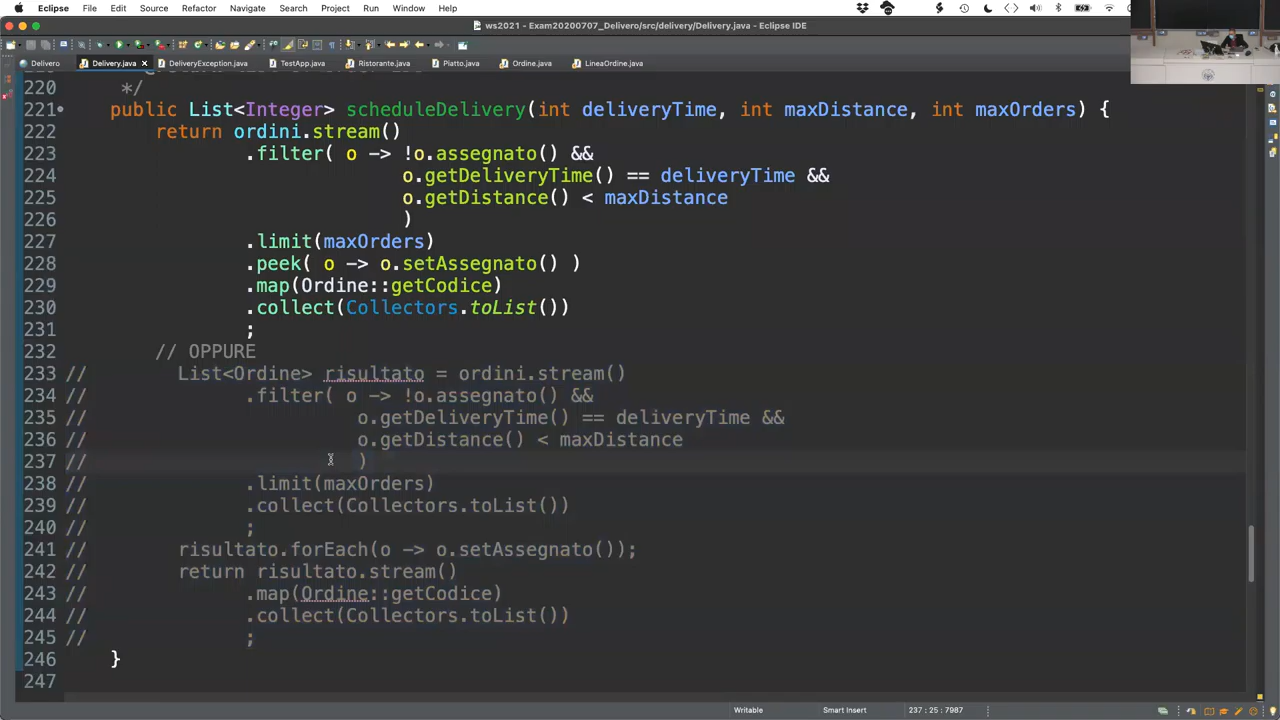 Eclipse File Edit Source Refactor Navigate Search Project Run Window Help
ws2021 - Exam20200707_Delivero/src/delivery/Delivery.java - Eclipse IDE
Delivero Delivery.java DeliveryException.java TestApp.java Ristorante.java Piatto.java Ordine.java LineaOrdine.java
220 */
221 public List<Integer> scheduleDelivery(int deliveryTime, int maxDistance, int maxOrders) {
222 return ordini.stream()
223 .filter( o -> !o.assegnato() &&
224 o.getDeliveryTime() == deliveryTime &&
225 o.getDistance() < maxDistance
226 )
227 .limit(maxOrders)
228 .peek( o -> o.setAssegnato() )
229 .map(Ordine::getCodice)
230 .collect(Collectors.toList())
231 ;
232 // OPPURE
233 // List<Ordine> risultato = ordini.stream()
234 // .filter( o -> !o.assegnato() &&
235 // o.getDeliveryTime() == deliveryTime &&
236 // o.getDistance() < maxDistance
237 // )
238 // .limit(maxOrders)
239 // .collect(Collectors.toList())
240 // ;
241 // risultato.forEach(o -> o.setAssegnato());
242 // return risultato.stream()
243 // .map(Ordine::getCodice)
244 // .collect(Collectors.toList())
245 // ;
246 }
247
Writable Smart Insert 237 : 25 : 7987